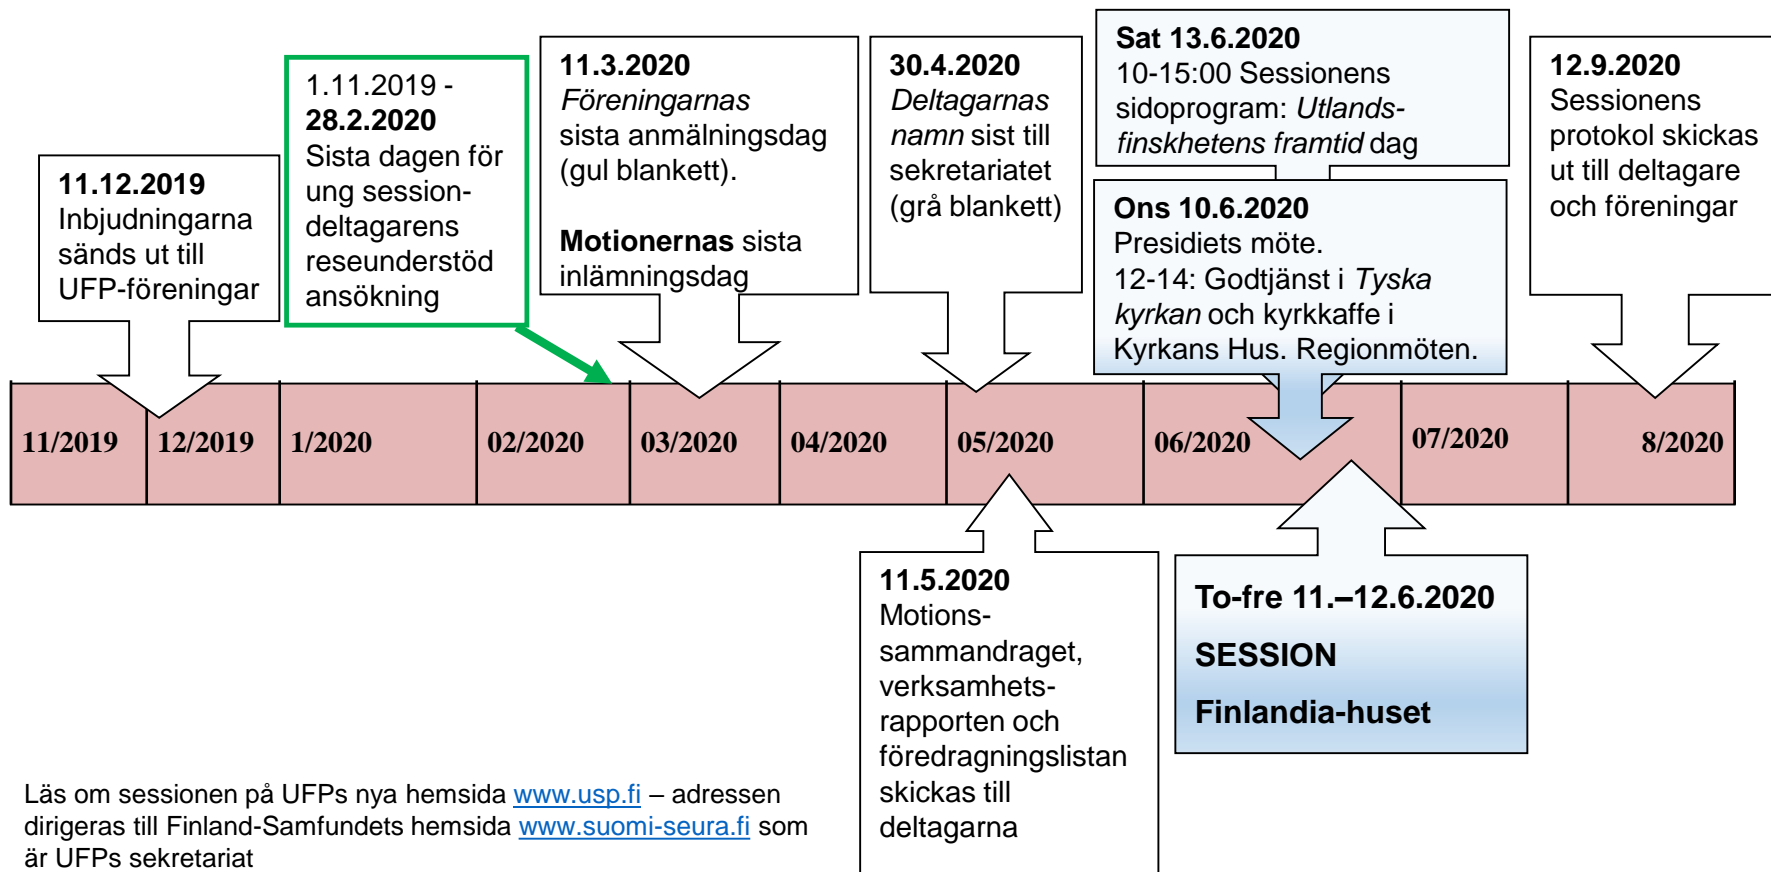 11.12.2019
Inbjudningarna
sänds ut till
UFP-föreningar
1.11.2019 -
28.2.2020
Sista dagen för
ung session-
deltagarens
reseunderstöd
ansökning
11.3.2020
Föreningarnas
sista anmälningsdag
(gul blankett).
Motionernas sista
inlämningsdag
30.4.2020
Deltagarnas
namn sist till
sekretariatet
(grå blankett)
Sat 13.6.2020
10-15:00 Sessionens
sidoprogram: Utlands-
finskhetens framtid dag
Ons 10.6.2020
Presidiets möte.
12-14: Godtjänst i Tyska
kyrkan och kyrkkaffe i
Kyrkans Hus. Regionmöten.
12.9.2020
Sessionens
protokol skickas
ut till deltagare
och föreningar
11/2019 12/2019 1/2020 02/2020 03/2020 04/2020 05/2020 06/2020 07/2020 8/2020
11.5.2020
Motions-
sammandraget,
verksamhets-
rapporten och
föredragningslistan
skickas till
deltagarna
To-fre 11.–12.6.2020
SESSION
Finlandia-huset
Läs om sessionen på UFPs nya hemsida www.usp.fi – adressen
dirigeras till Finland-Samfundets hemsida www.suomi-seura.fi som
är UFPs sekretariat